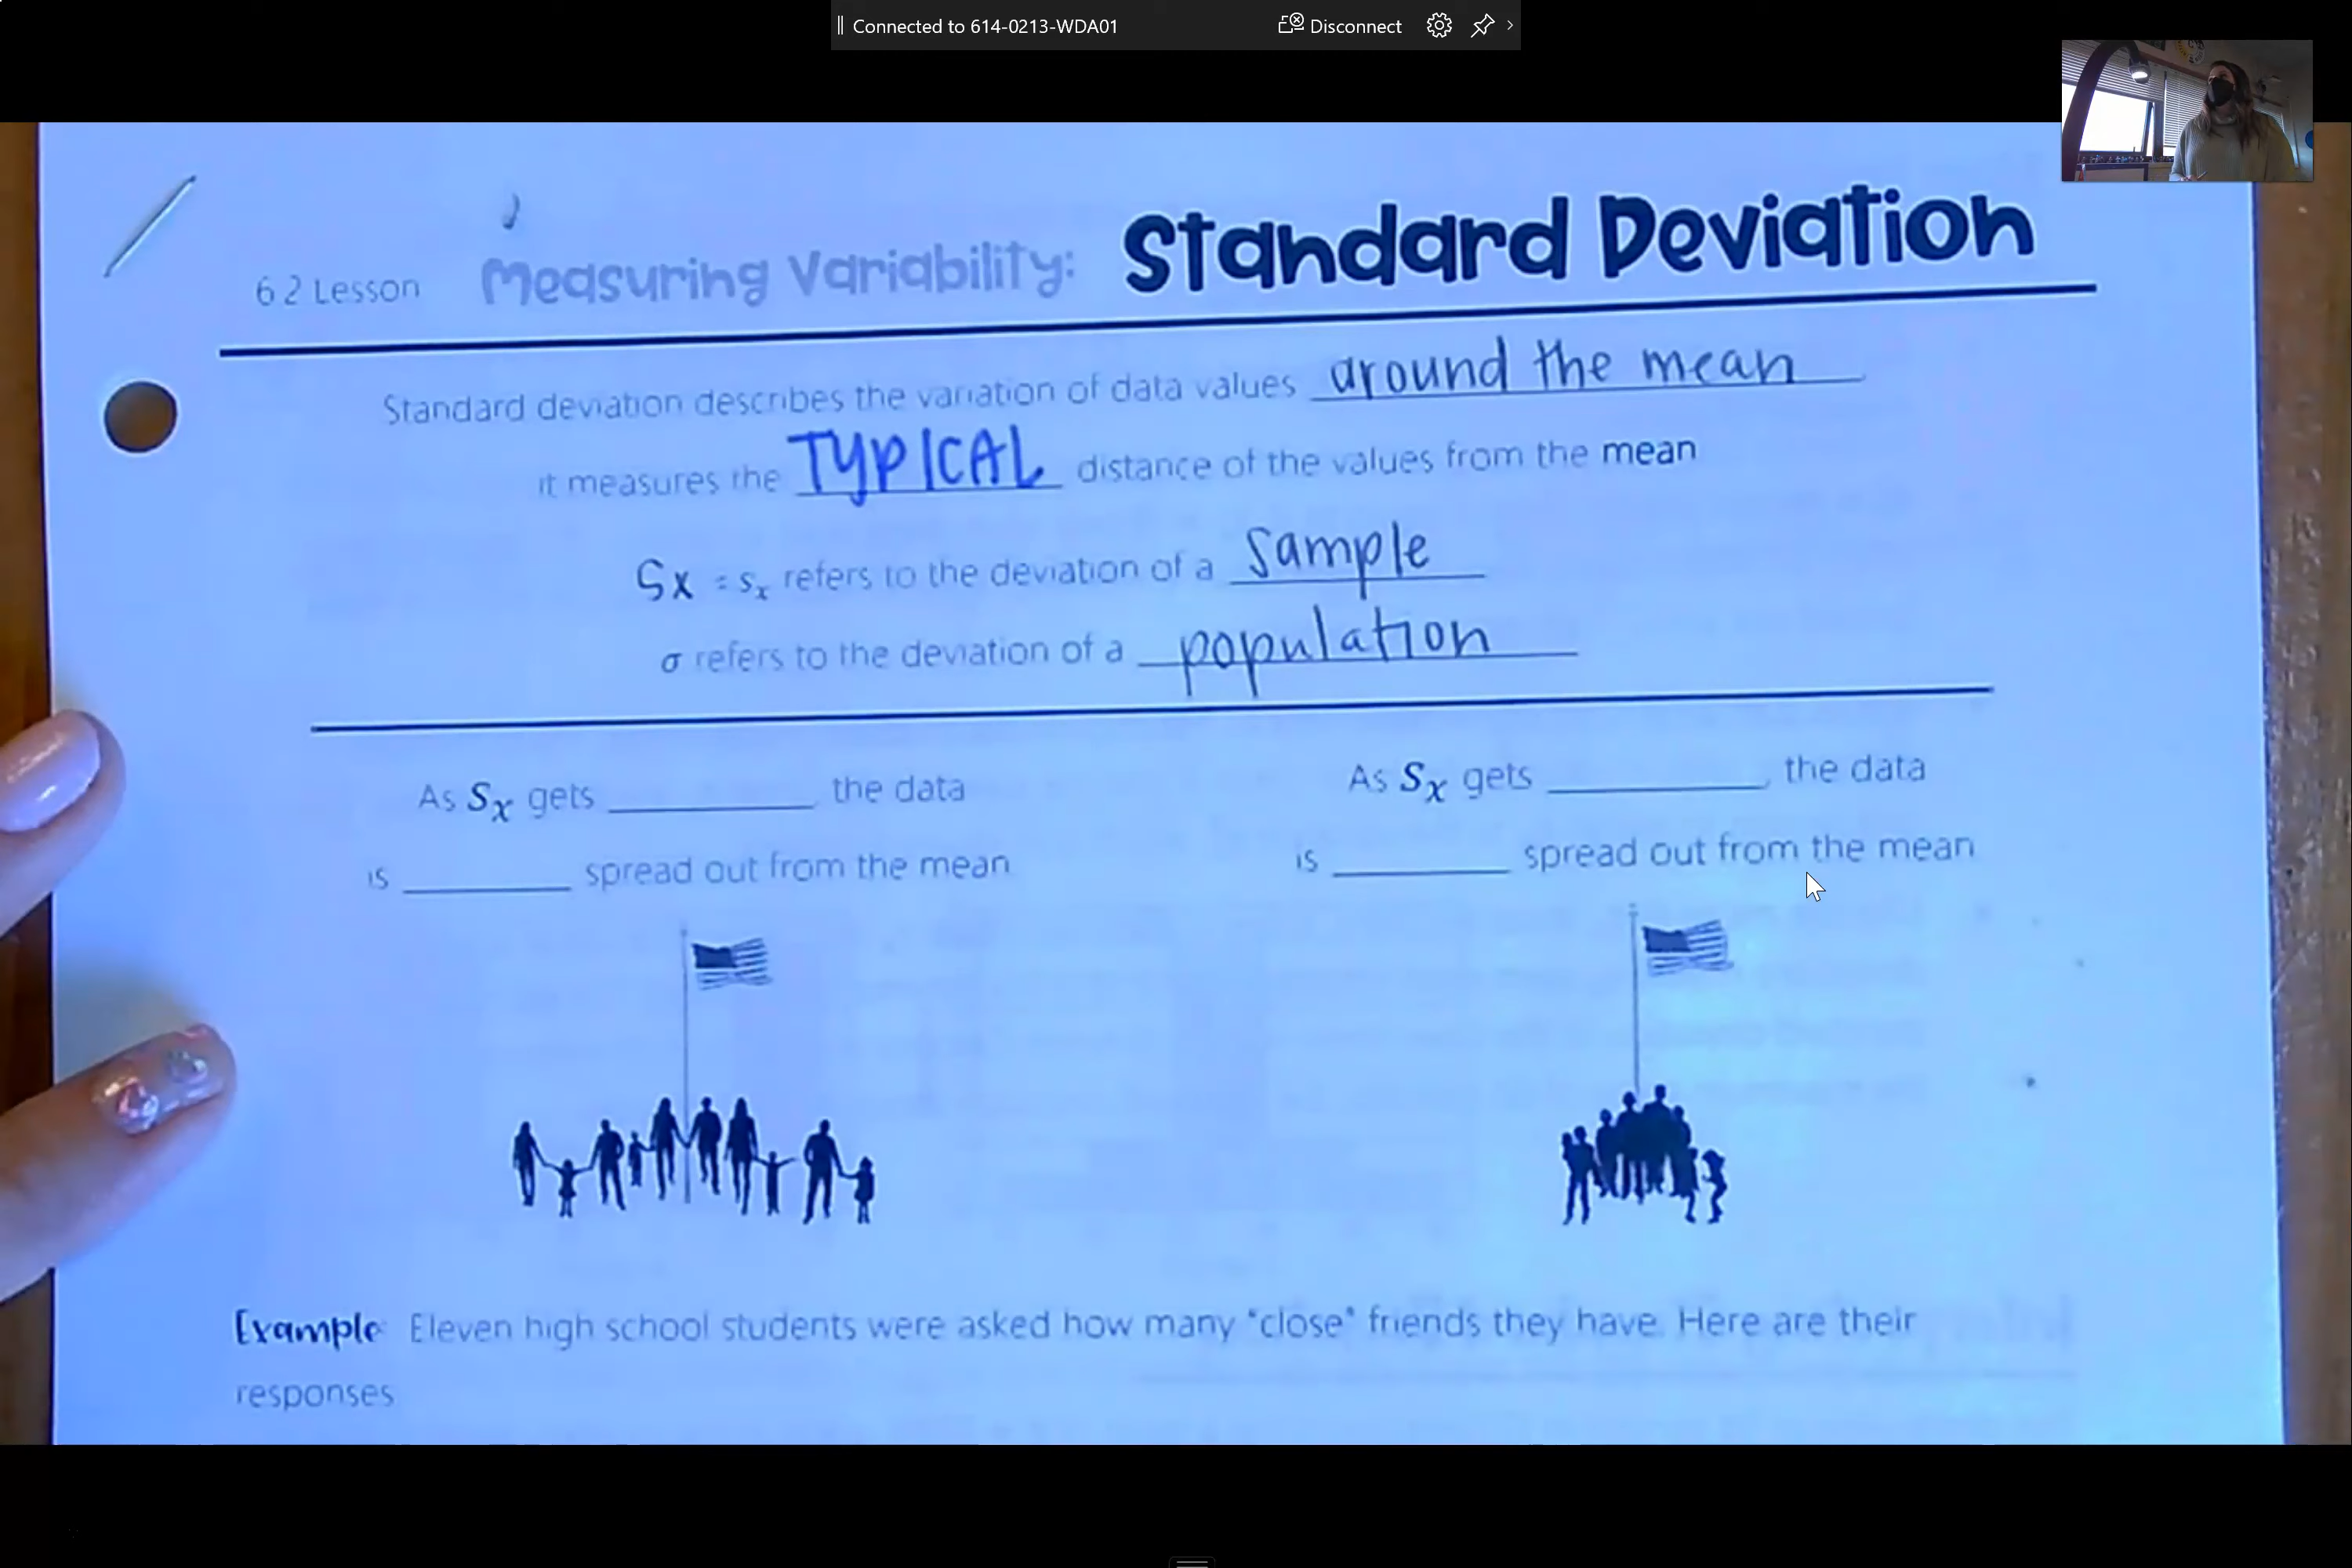 Connected to 614-0213-WDA01 Disconnect
6 2 Lesson Measuring Variability: Standard Deviation
Standard deviation describes the variation of data values around the mean
it measures the TYPICAL distance of the values from the mean
Sx = sx refers to the deviation of a sample
σ refers to the deviation of a population
As Sx gets ________ the data
is ________ spread out from the mean
As Sx gets ________, the data
is ________ spread out from the mean
Example: Eleven high school students were asked how many "close" friends they have. Here are their
responses